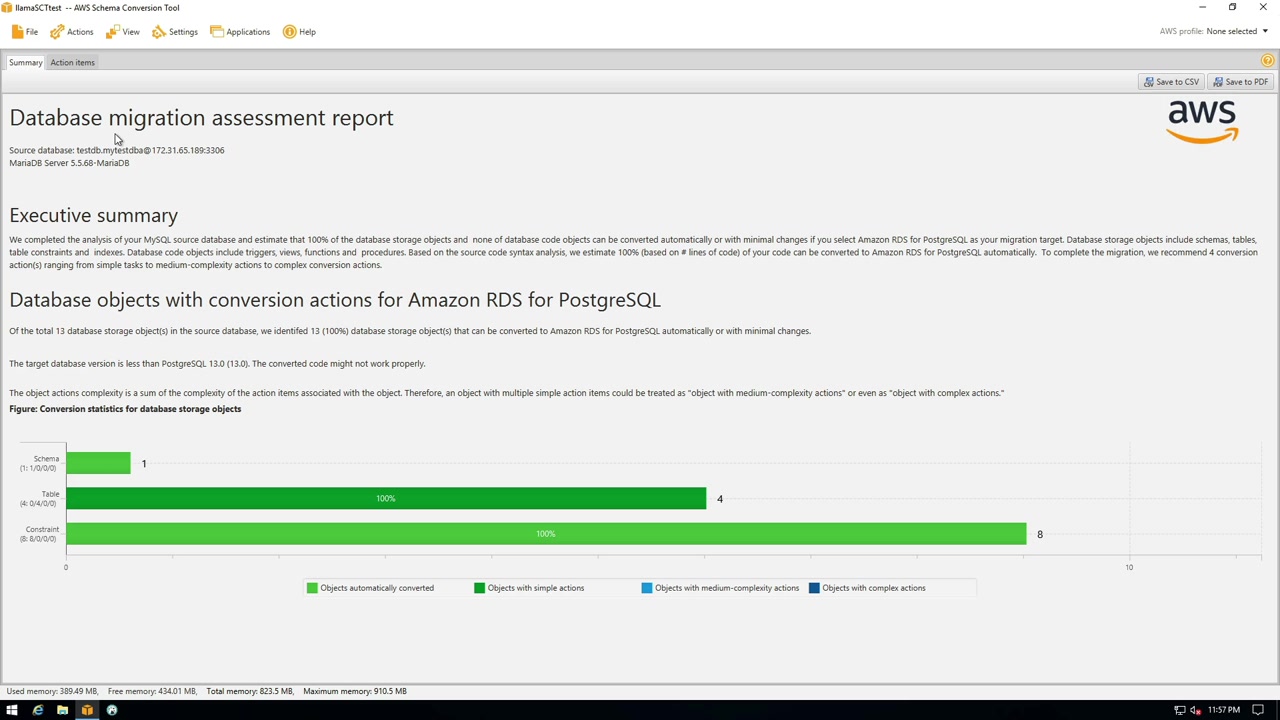 llamaSCTtest -- AWS Schema Conversion Tool
File Actions View Settings Applications Help
AWS profile: None selected
Summary Action items
Save to CSV Save to PDF
Database migration assessment report
aws
Source database: testdb.mytestdba@172.31.65.189:3306
MariaDB Server 5.5.68-MariaDB
Executive summary
We completed the analysis of your MySQL source database and estimate that 100% of the database storage objects and none of database code objects can be converted automatically or with minimal changes if you select Amazon RDS for PostgreSQL as your migration target. Database storage objects include schemas, tables,
table constraints and indexes. Database code objects include triggers, views, functions and procedures. Based on the source code syntax analysis, we estimate 100% (based on # lines of code) of your code can be converted to Amazon RDS for PostgreSQL automatically. To complete the migration, we recommend 4 conversion
action(s) ranging from simple tasks to medium-complexity actions to complex conversion actions.
Database objects with conversion actions for Amazon RDS for PostgreSQL
Of the total 13 database storage object(s) in the source database, we identifed 13 (100%) database storage object(s) that can be converted to Amazon RDS for PostgreSQL automatically or with minimal changes.
The target database version is less than PostgreSQL 13.0 (13.0). The converted code might not work properly.
The object actions complexity is a sum of the complexity of the action items associated with the object. Therefore, an object with multiple simple action items could be treated as "object with medium-complexity actions" or even as "object with complex actions."
Figure: Conversion statistics for database storage objects
Schema
(1: 1/0/0/0)
1
Table
(4: 0/4/0/0)
100%
4
Constraint
(8: 8/0/0/0)
100%
8
0 10
Objects automatically converted Objects with simple actions Objects with medium-complexity actions Objects with complex actions
Used memory: 389.49 MB, Free memory: 434.01 MB, Total memory: 823.5 MB, Maximum memory: 910.5 MB
11:57 PM